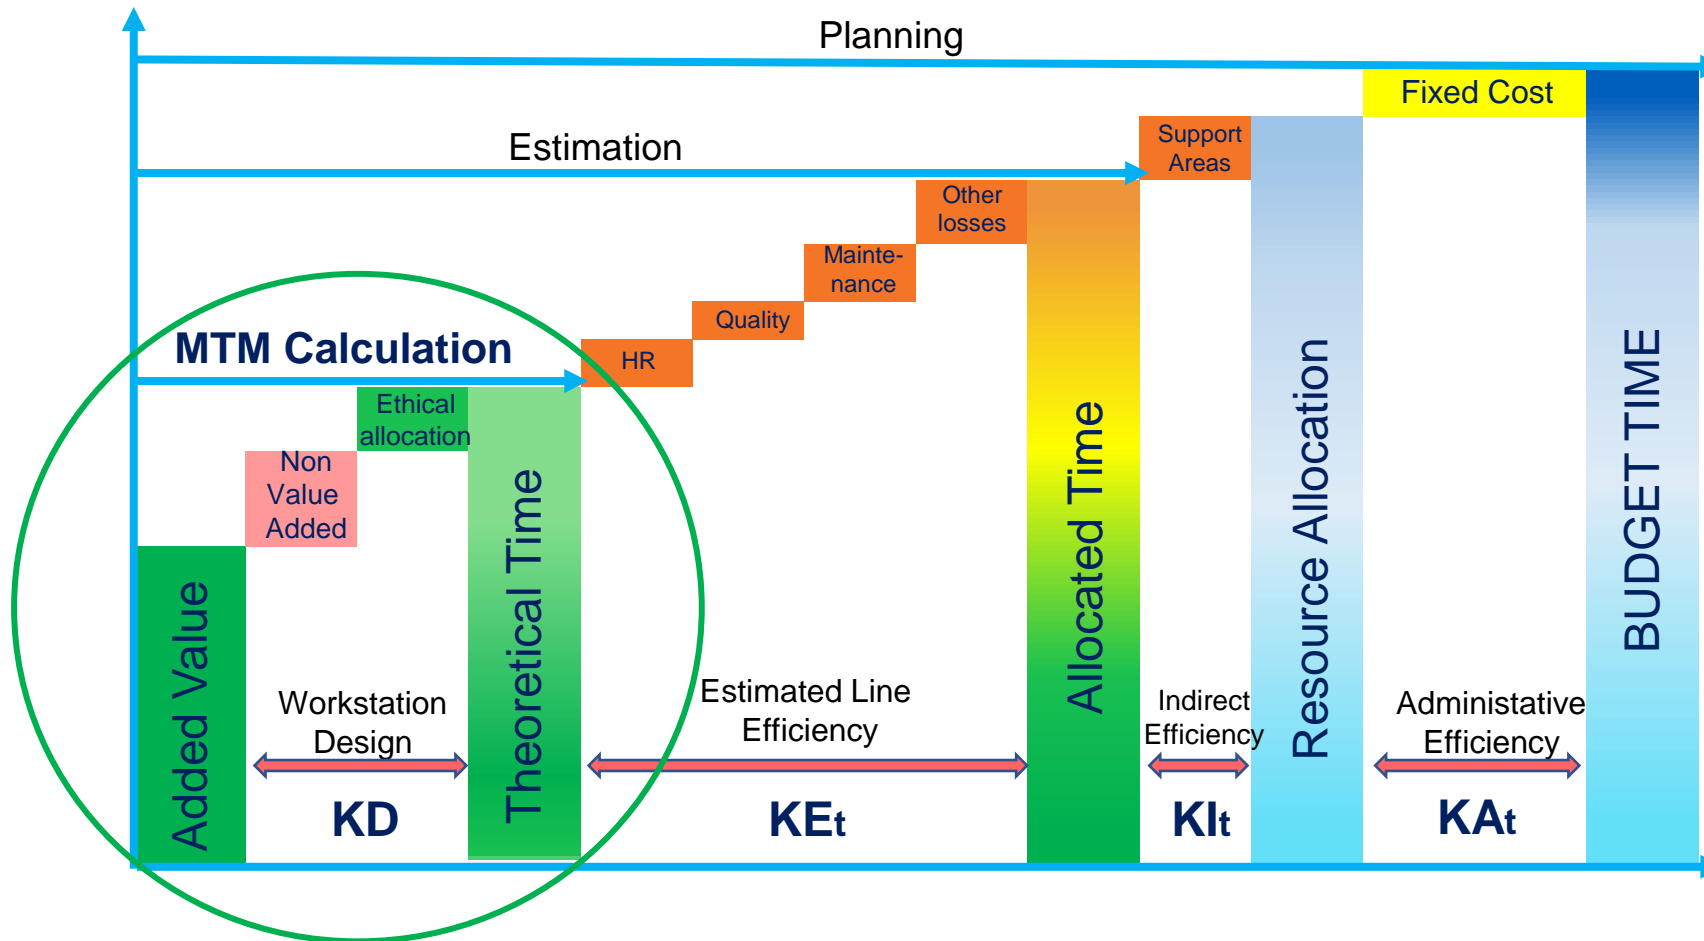 Planning
Fixed Cost
Estimation
Support
Areas
Other
losses
Mainte-
nance
Quality
HR
MTM Calculation
Ethical
allocation
Non
Value
Added
Added Value
Theoretical Time
Allocated Time
Resource Allocation
BUDGET TIME
Workstation
Design
KD
Estimated Line
Efficiency
KEt
Indirect
Efficiency
KIt
Administative
Efficiency
KAt